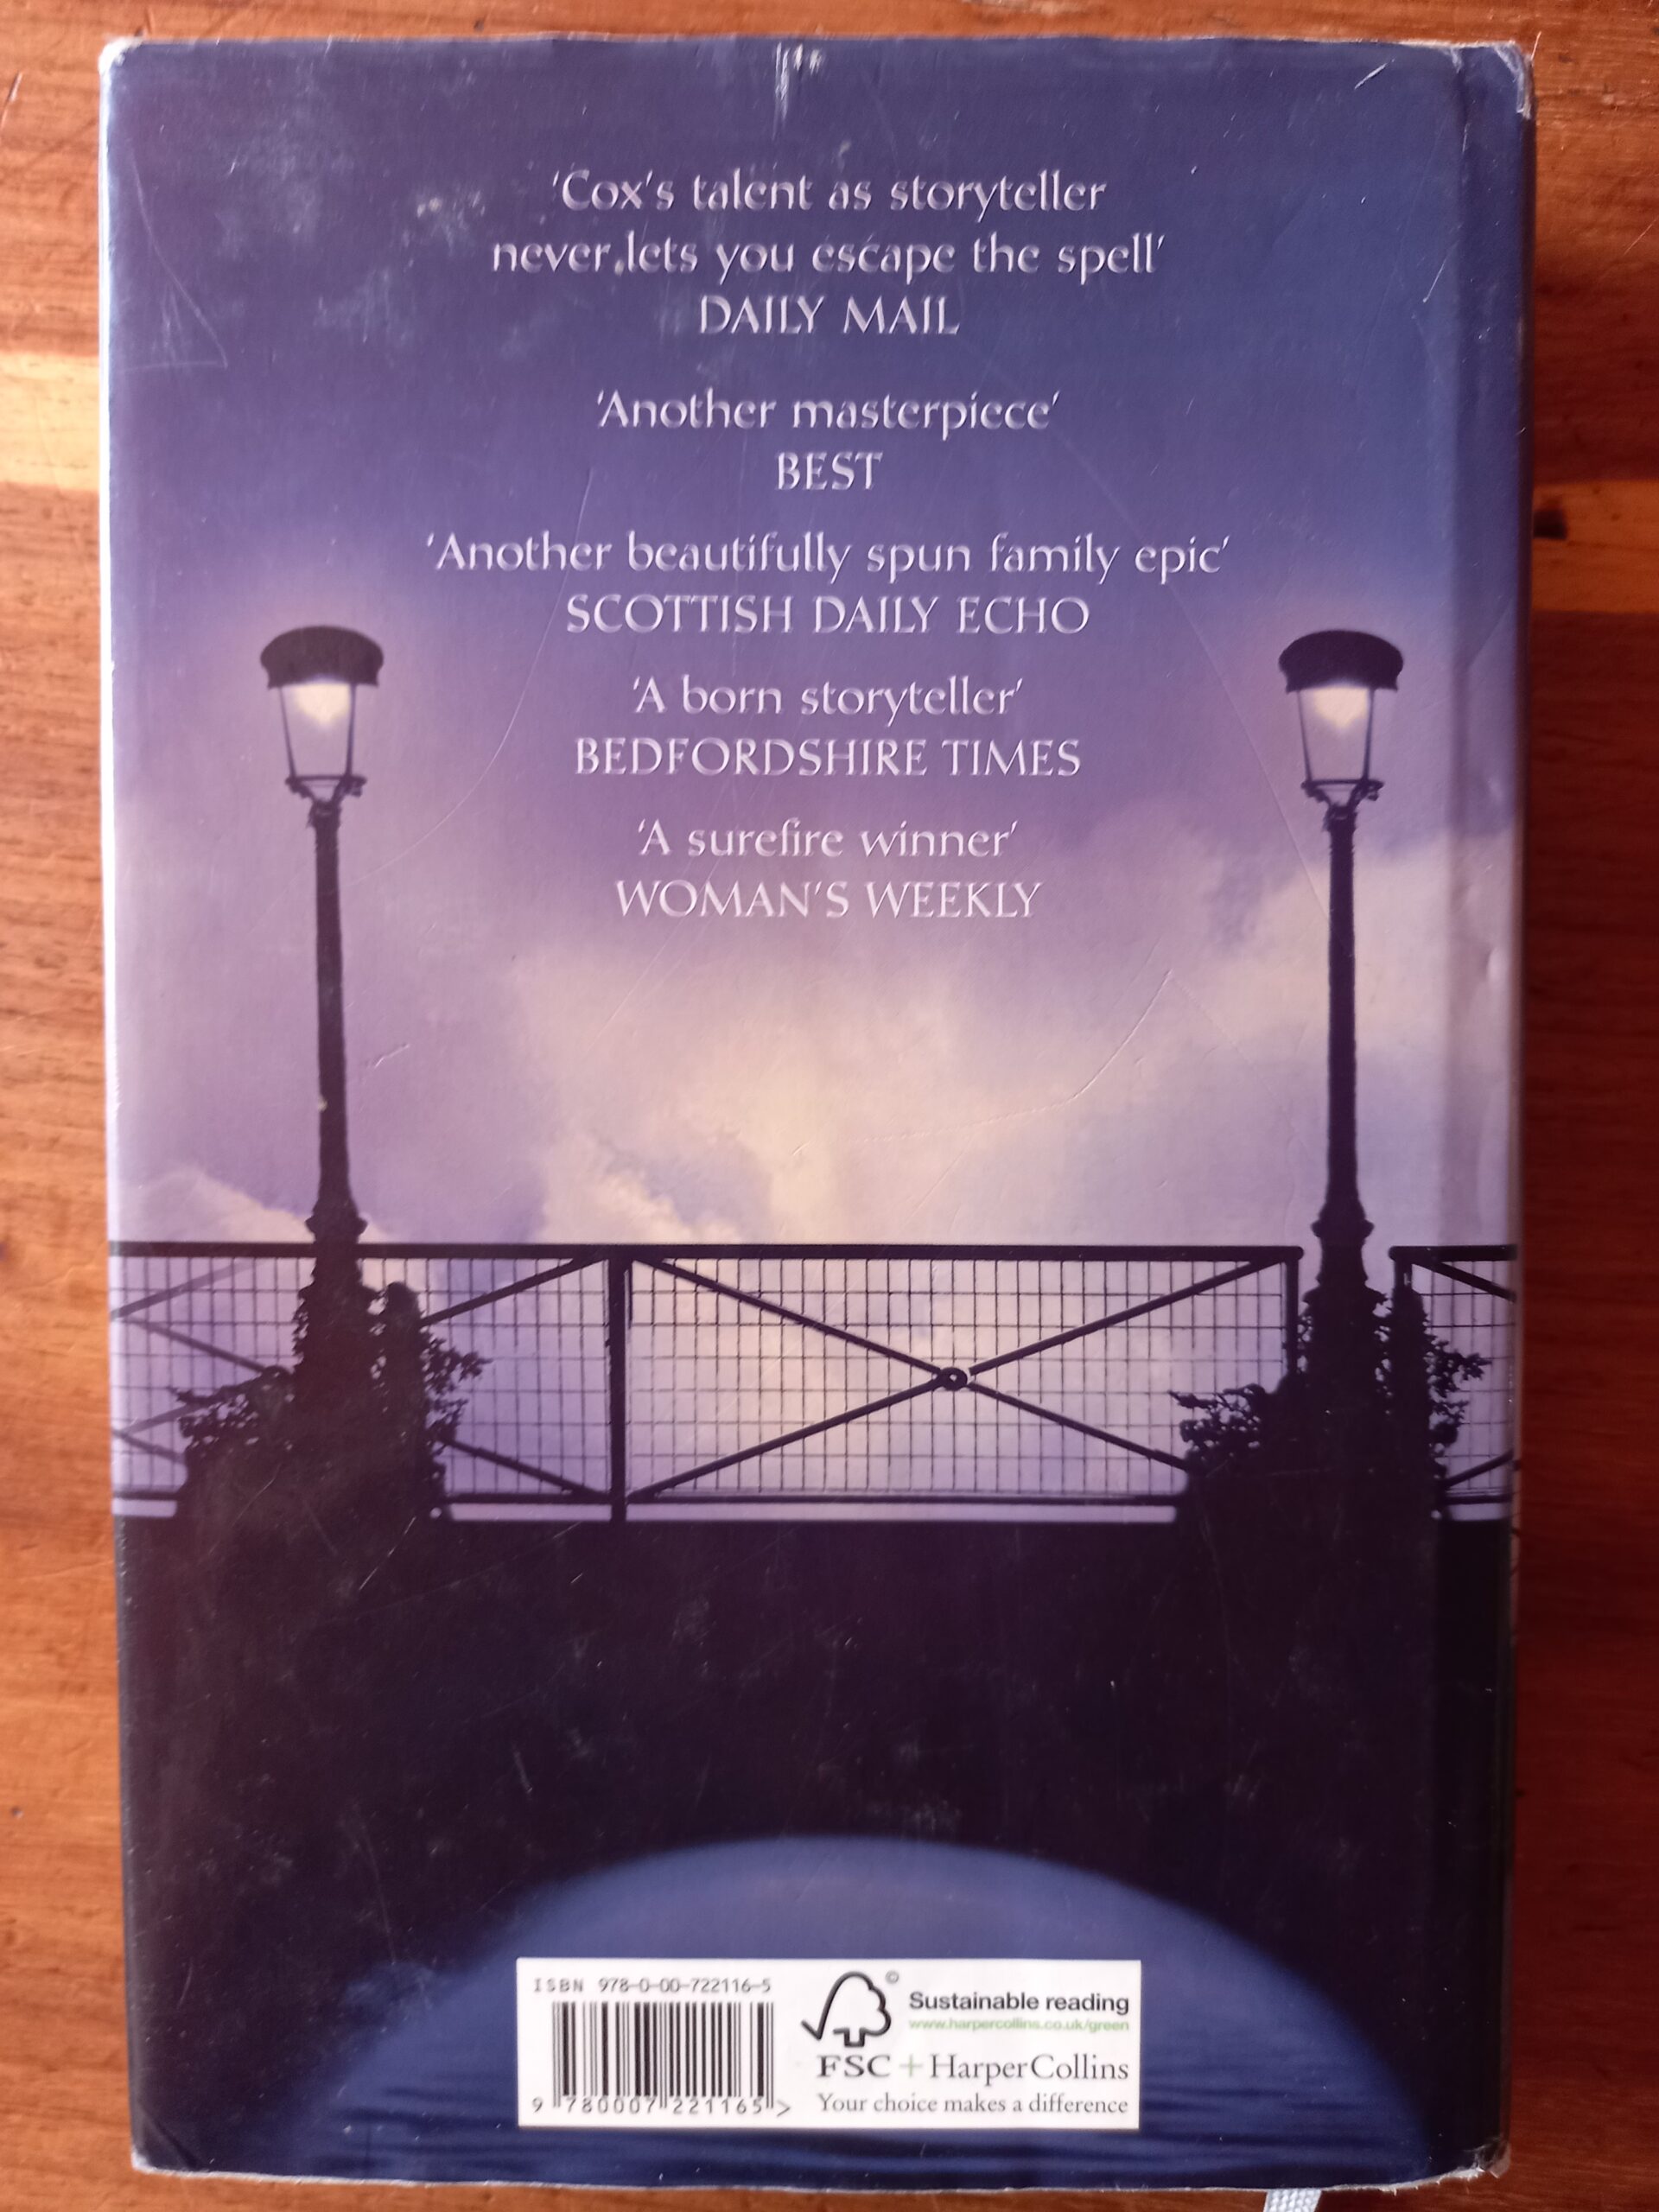 ‘Cox's talent as storyteller
never lets you escape the spell’
DAILY MAIL
‘Another masterpiece’
BEST
‘Another beautifully spun family epic’
SCOTTISH DAILY ECHO
‘A born storyteller’
BEDFORDSHIRE TIMES
‘A surefire winner’
WOMAN'S WEEKLY
ISBN 978-0-00-722116-5
9 780007 221165 >
©
Sustainable reading
www.harpercollins.co.uk/green
FSC + HarperCollins
Your choice makes a difference